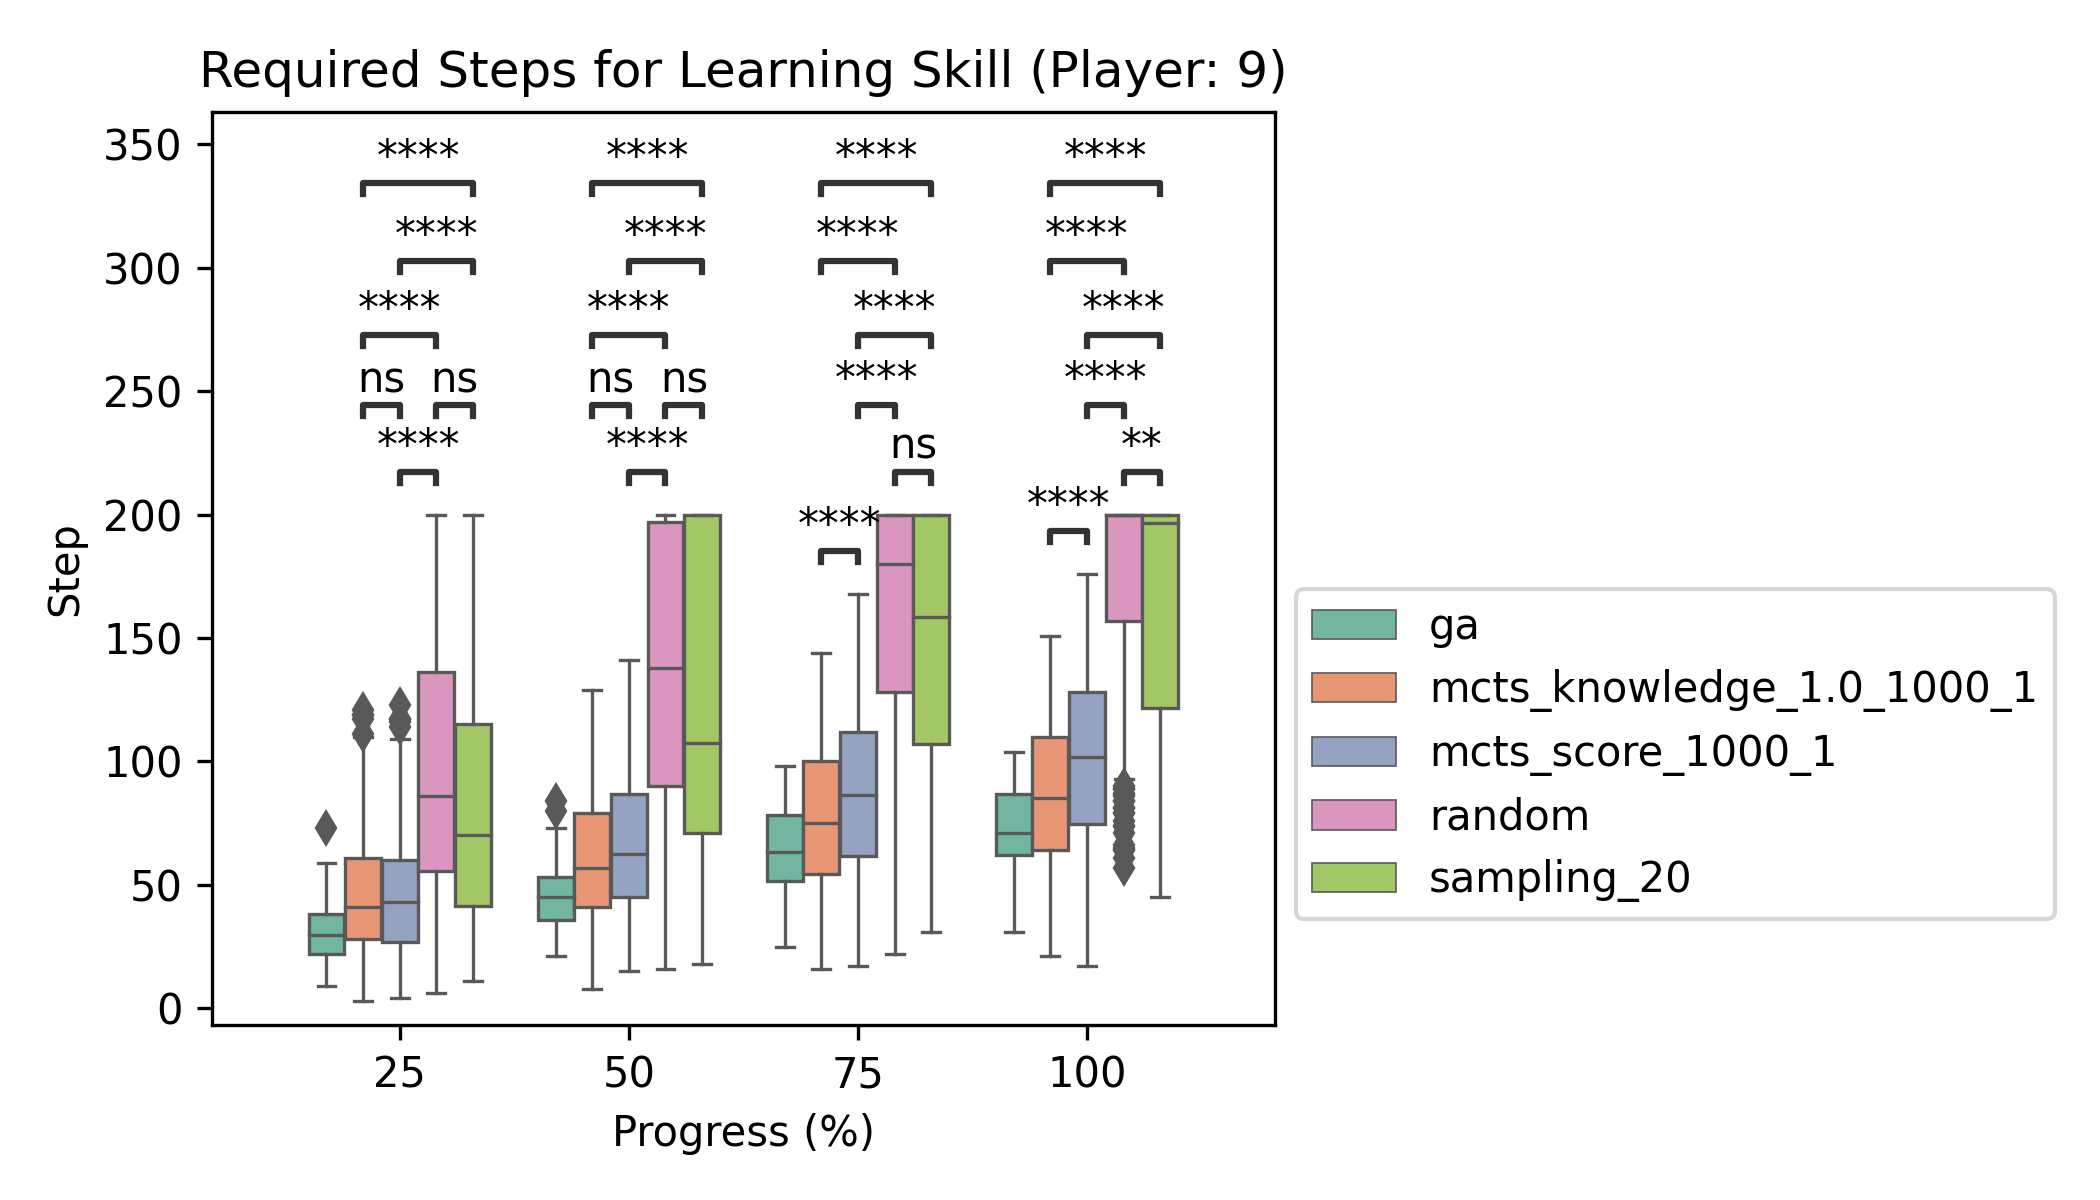 Required Steps for Learning Skill (Player: 9)
350
300
250
200
150
100
50
0
Step
**** **** **** ****
**** **** **** ****
**** **** **** ****
ns ns ns ns **** ****
**** **** ns **
**** ****
25 50 75 100
Progress (%)
ga
mcts_knowledge_1.0_1000_1
mcts_score_1000_1
random
sampling_20